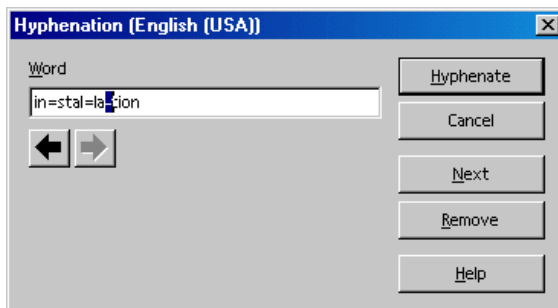 Hyphenation (English (USA))
Word
in=stal=la-tion
Hyphenate
Cancel
Next
Remove
Help